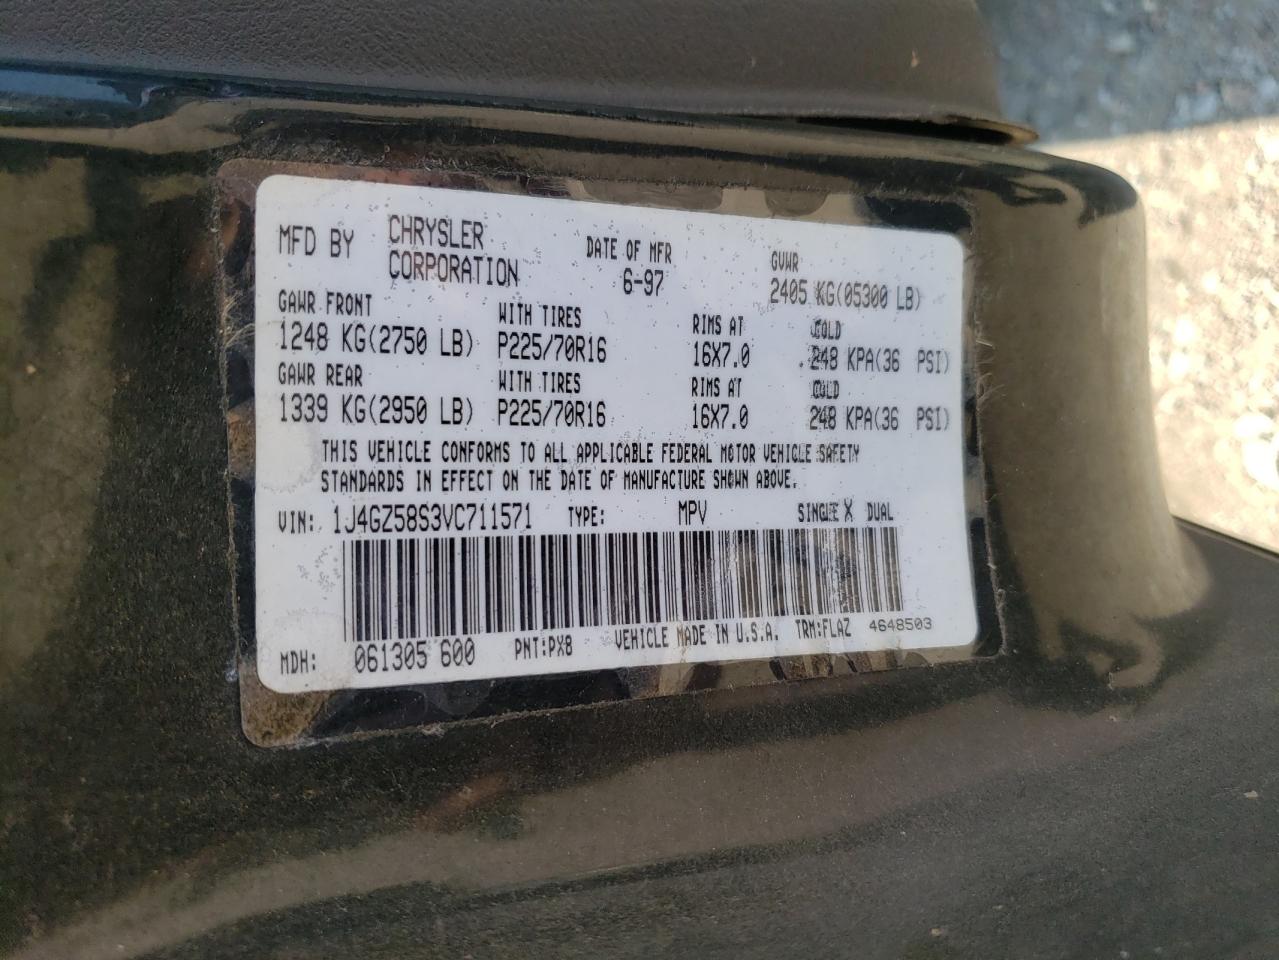 MFD BY CHRYSLER CORPORATION DATE OF MFR 6-97 GVWR 2405 KG(05300 LB)
GAWR FRONT WITH TIRES RIMS AT COLD
1248 KG(2750 LB) P225/70R16 16X7.0 248 KPA(36 PSI)
GAWR REAR WITH TIRES RIMS AT COLD
1339 KG(2950 LB) P225/70R16 16X7.0 248 KPA(36 PSI)
THIS VEHICLE CONFORMS TO ALL APPLICABLE FEDERAL MOTOR VEHICLE SAFETY
STANDARDS IN EFFECT ON THE DATE OF MANUFACTURE SHOWN ABOVE.
VIN: 1J4GZ58S3VC711571 TYPE: MPV SINGLE X DUAL
MDH: 061305 600 PNT:PX8 VEHICLE MADE IN U.S.A. TRM:FLAZ 4648503